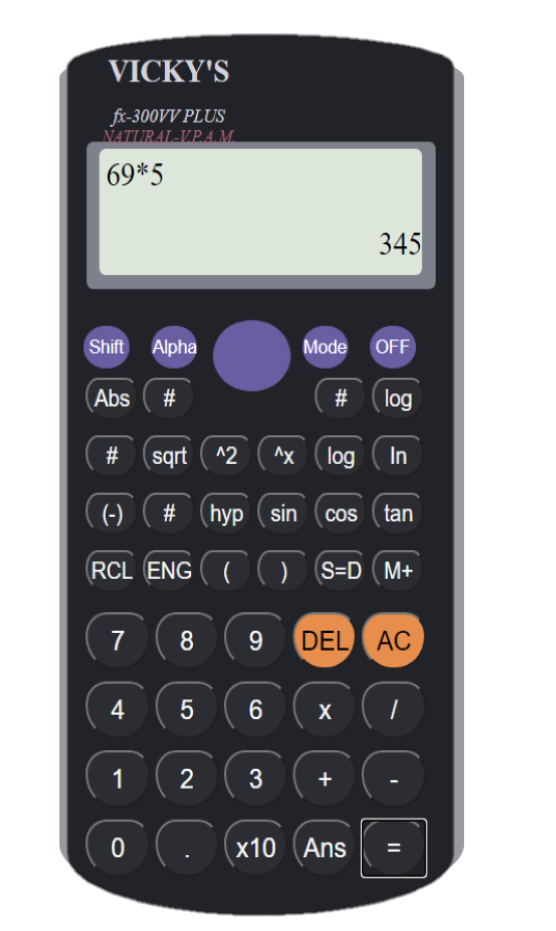 VICKY'S
fx-300VV PLUS
NATURAL-V.P.A.M.
69*5
345
Shift Alpha Mode OFF
Abs # # log
# sqrt ^2 ^x log In
(-) # hyp sin cos tan
RCL ENG ( ) S=D M+
7 8 9 DEL AC
4 5 6 x /
1 2 3 + -
0 . x10 Ans =